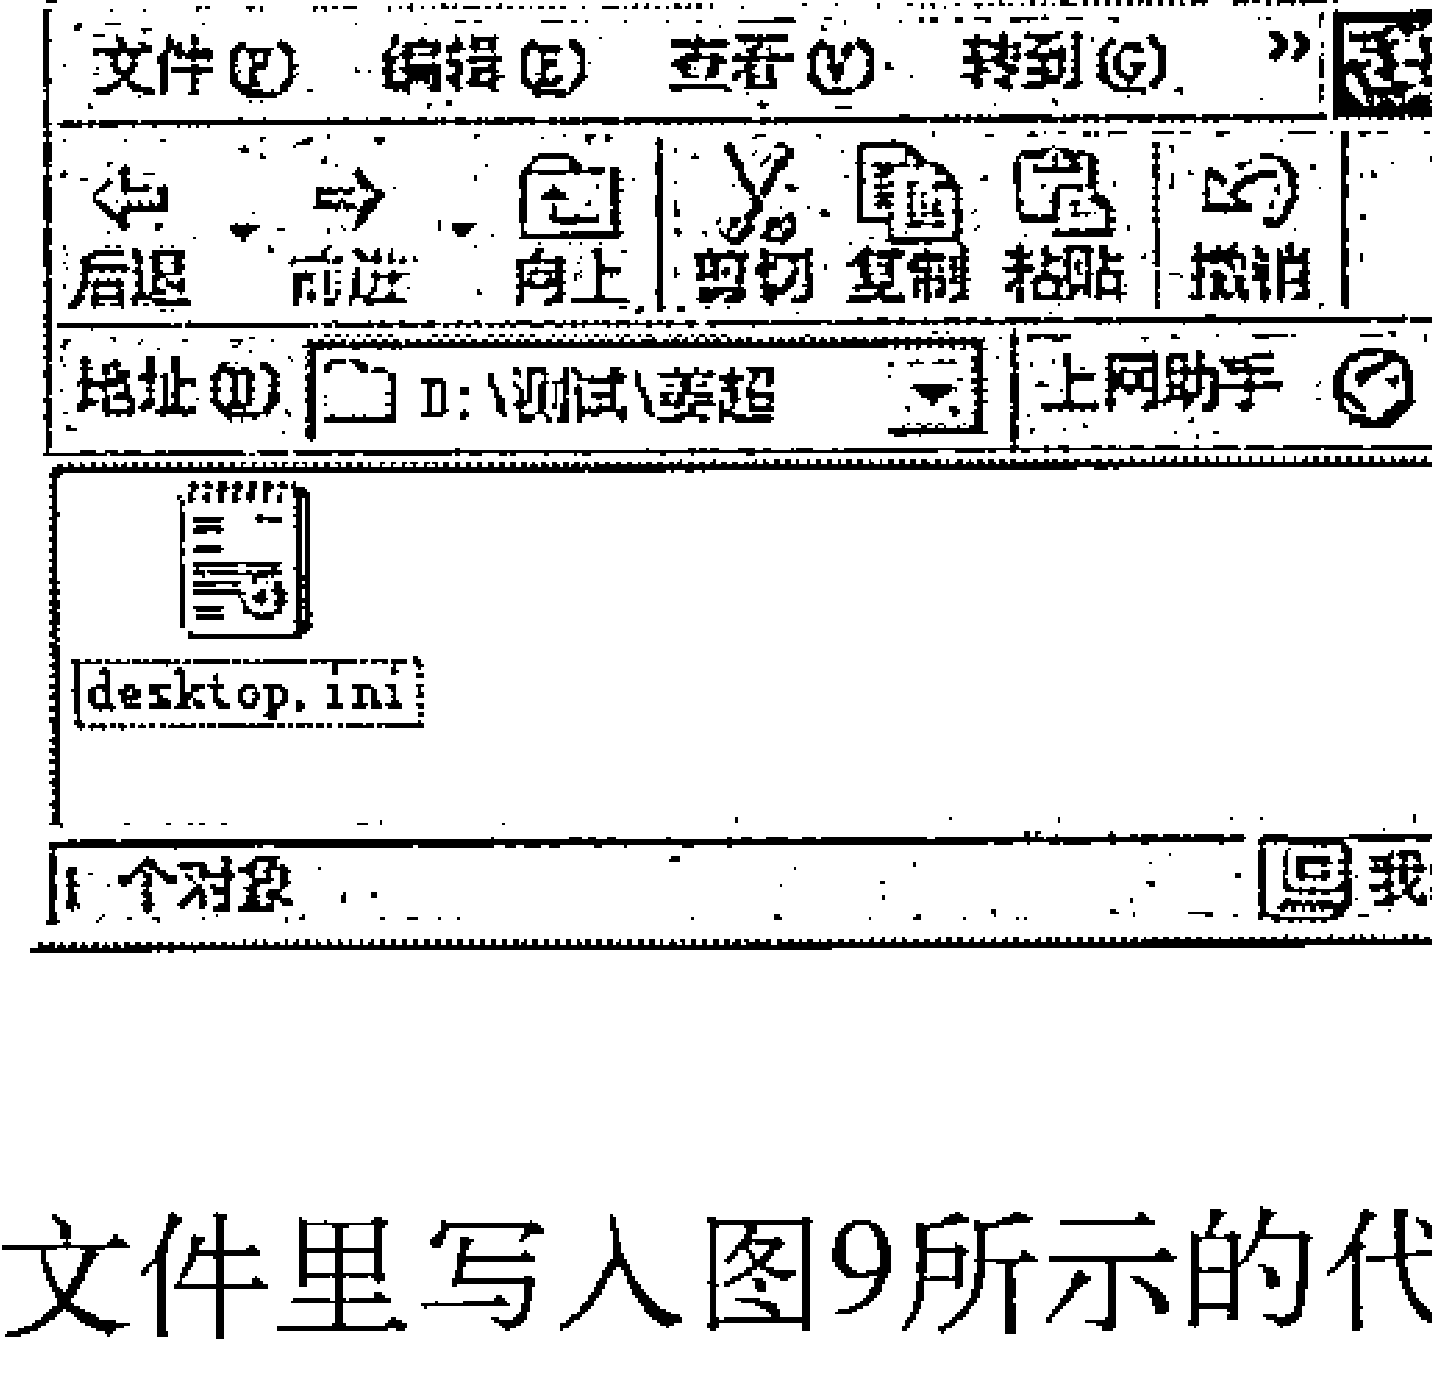 文件(F) 编辑(E) 查看(V) 转到(G) »
后退 前进 向上 剪切 复制 粘贴 撤消
地址(D) D:\测试\姜超 上网助手
desktop.ini
1 个对象 我
文件里写入图9所示的代